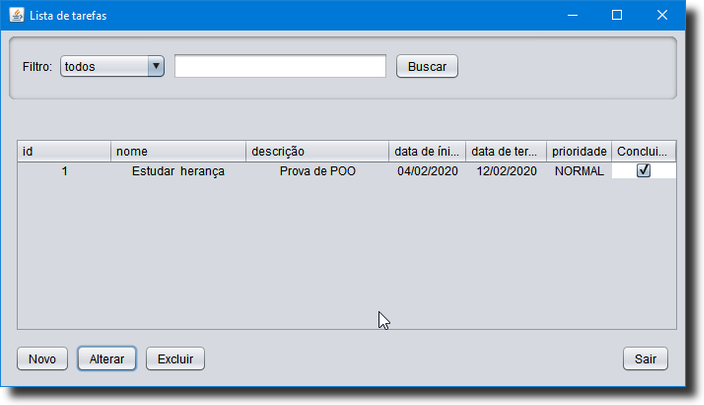 Lista de tarefas
Filtro: todos Buscar
id nome descrição data de íni... data de ter... prioridade Conclui...
1 Estudar herança Prova de POO 04/02/2020 12/02/2020 NORMAL
Novo Alterar Excluir Sair